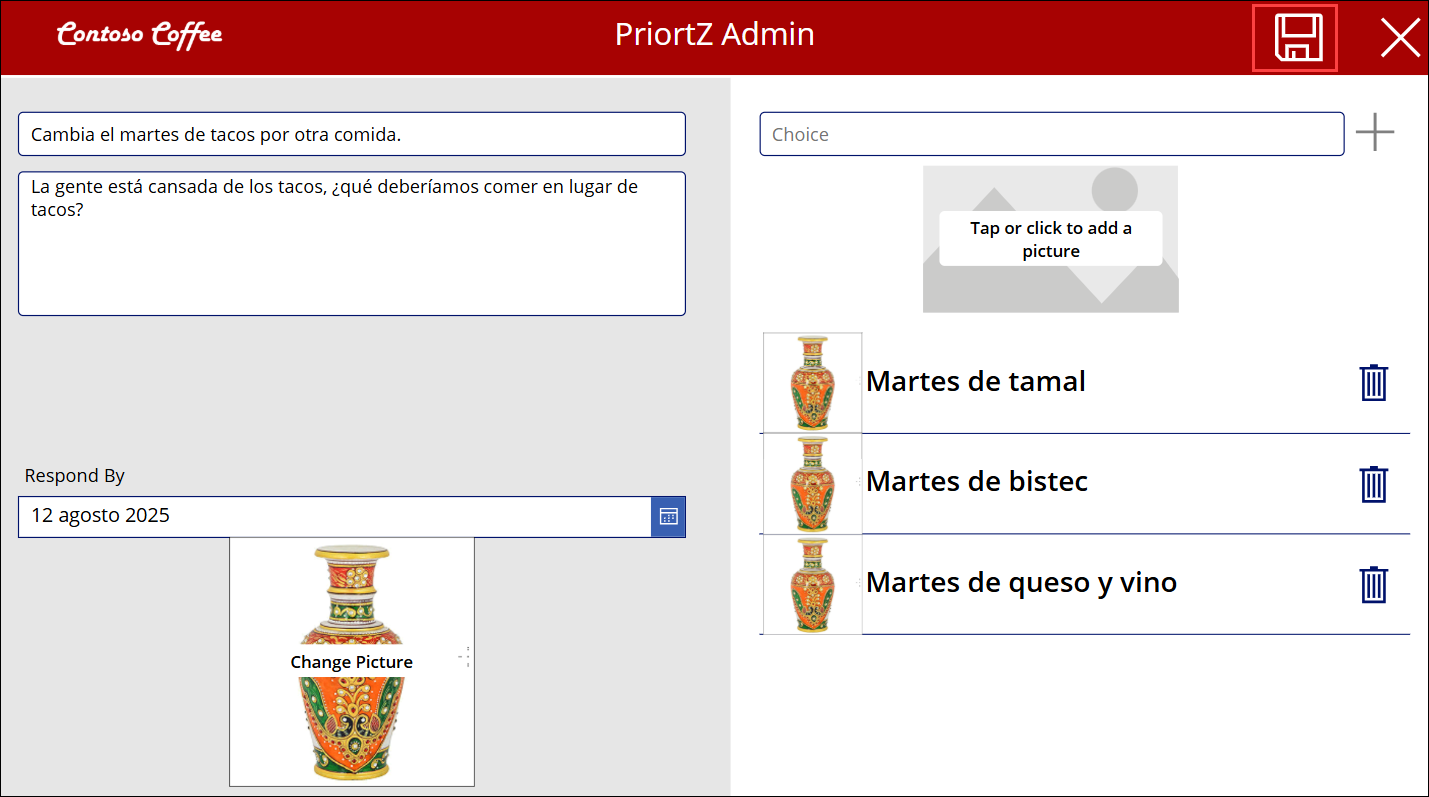 Contoso Coffee
PriortZ Admin
Cambia el martes de tacos por otra comida.
La gente está cansada de los tacos, ¿qué deberíamos comer en lugar de
tacos?
Respond By
12 agosto 2025
Change Picture
Choice
Tap or click to add a
picture
Martes de tamal
Martes de bistec
Martes de queso y vino